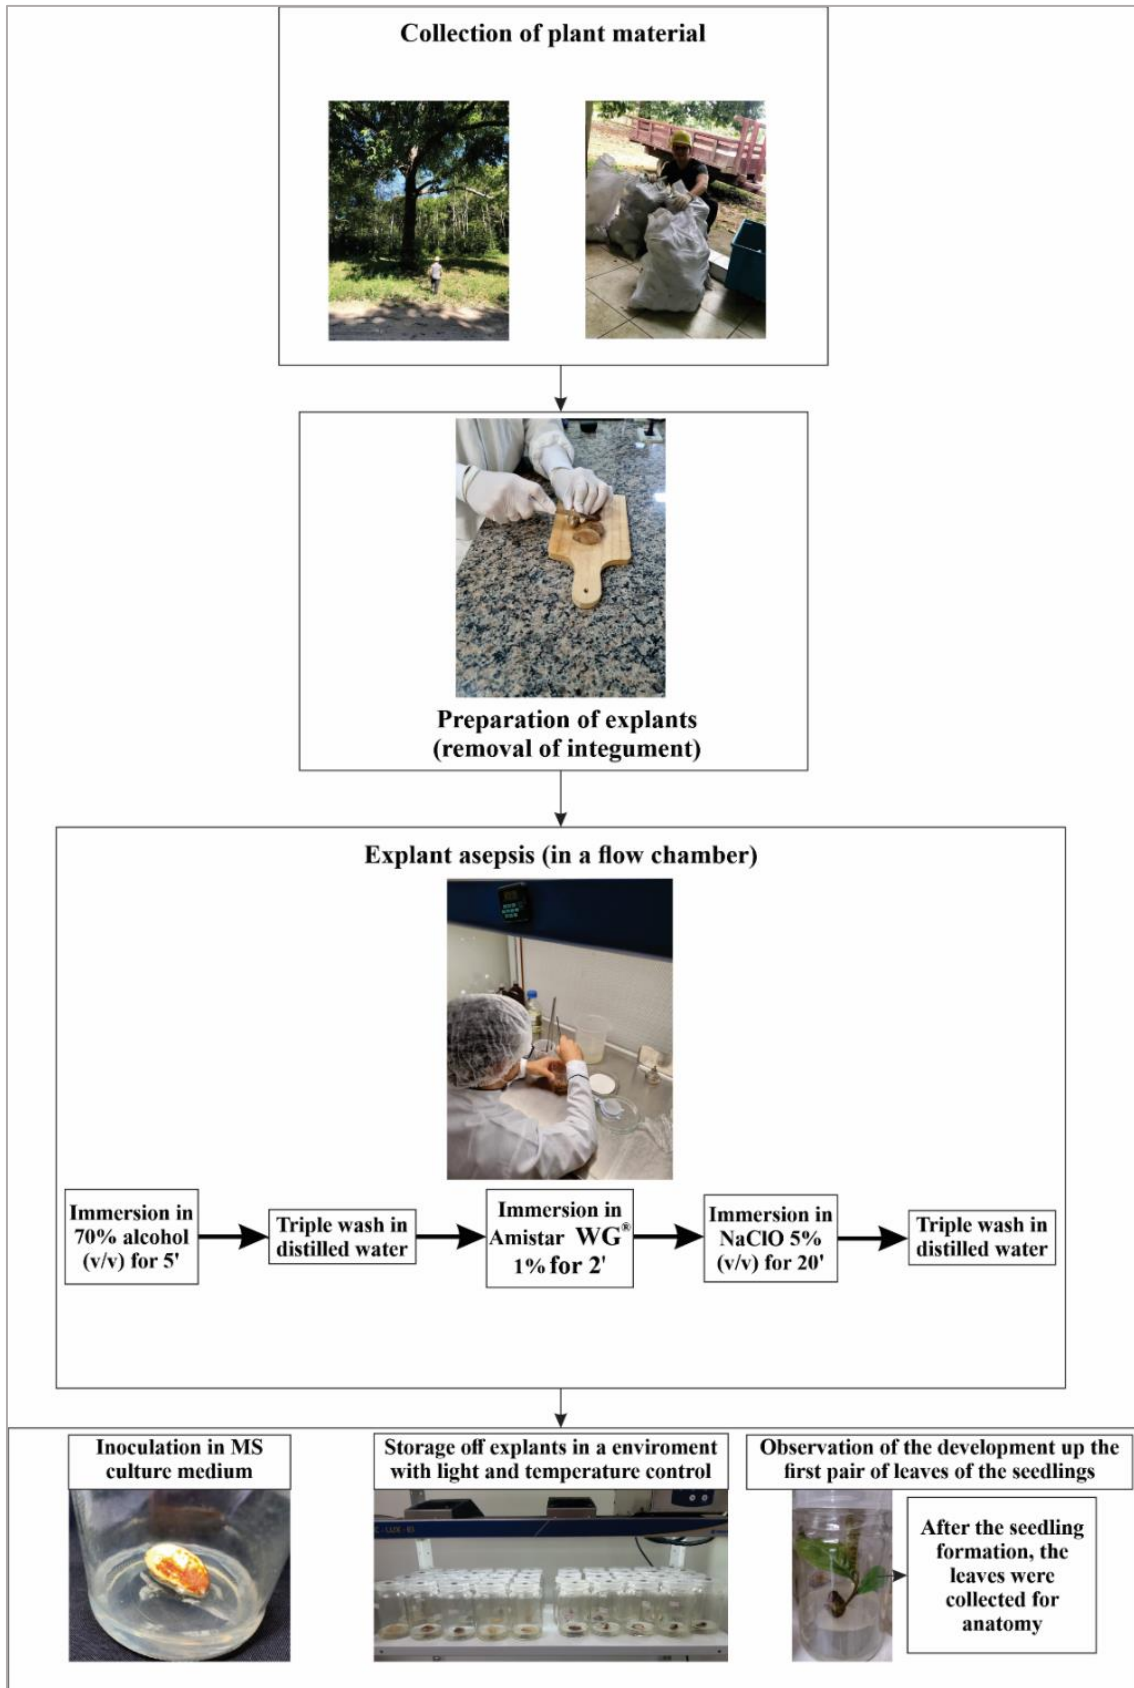 Collection of plant material
Preparation of explants
(removal of integument)
Explant asepsis (in a flow chamber)
Immersion in
70% alcohol
(v/v) for 5'
Triple wash in
distilled water
Immersion in
Amistar WG®
1% for 2'
Immersion in
NaClO 5%
(v/v) for 20'
Triple wash in
distilled water
Inoculation in MS
culture medium
Storage off explants in a enviroment
with light and temperature control
Observation of the development up the
first pair of leaves of the seedlings
After the seedling
formation, the
leaves were
collected for
anatomy